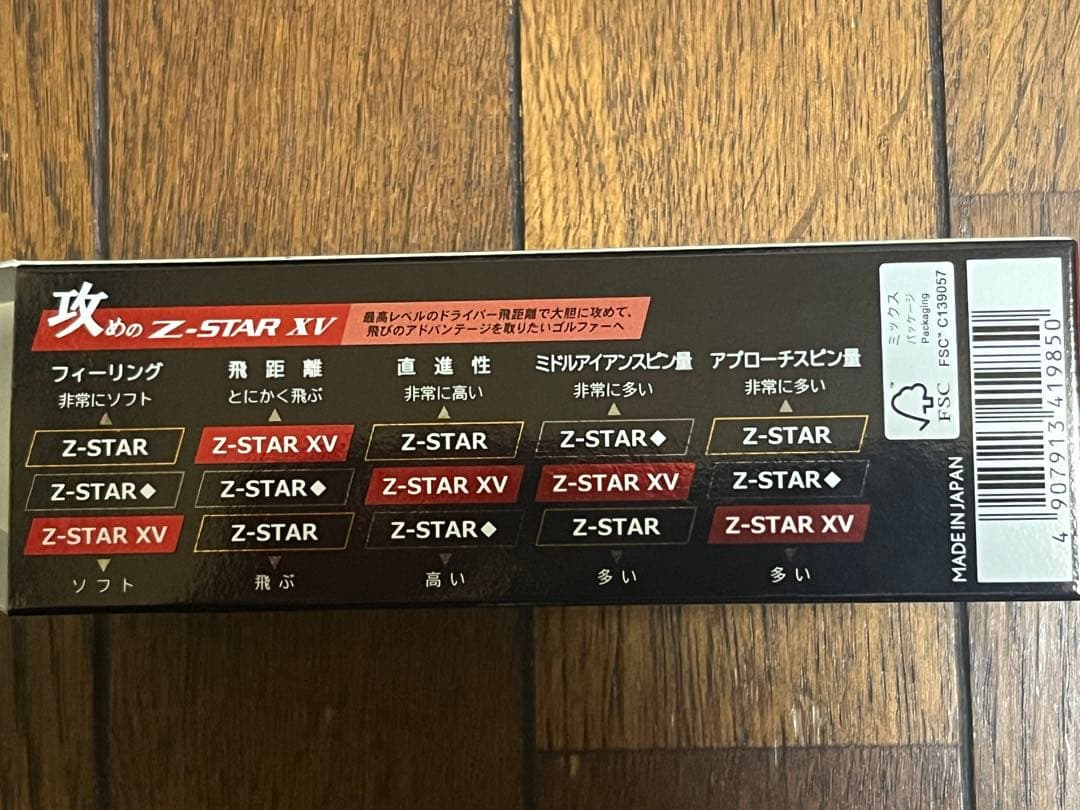 攻めの Z-STAR XV
最高レベルのドライバー飛距離で大胆に攻めて、
飛びのアドバンテージを取りたいゴルファーへ
フィーリング 飛距離 直進性 ミドルアイアンスピン量 アプローチスピン量
非常にソフト とにかく飛ぶ 非常に高い 非常に多い 非常に多い
Z-STAR Z-STAR XV Z-STAR Z-STAR◆ Z-STAR
Z-STAR◆ Z-STAR◆ Z-STAR XV Z-STAR XV Z-STAR◆
Z-STAR XV Z-STAR Z-STAR◆ Z-STAR Z-STAR XV
ソフト 飛ぶ 高い 多い 多い
ミックス
パッケージ
Packaging
FSC™ C139057
FSC
MADE IN JAPAN
4 907913 419850